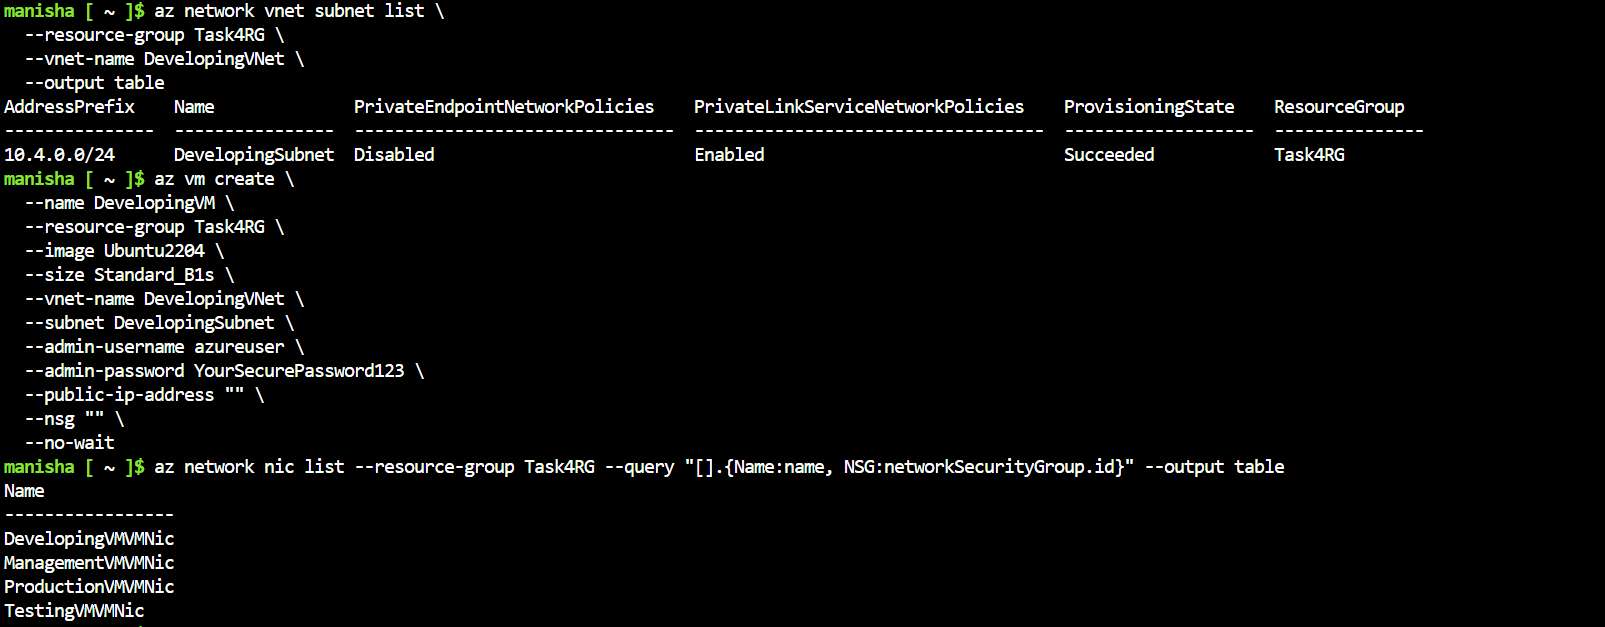 manisha [ ~ ]$ az network vnet subnet list \
  --resource-group Task4RG \
  --vnet-name DevelopingVNet \
  --output table
AddressPrefix    Name              PrivateEndpointNetworkPolicies    PrivateLinkServiceNetworkPolicies    ProvisioningState    ResourceGroup
---------------  ----------------  --------------------------------  -----------------------------------  -------------------  ---------------
10.4.0.0/24      DevelopingSubnet  Disabled                          Enabled                              Succeeded            Task4RG
manisha [ ~ ]$ az vm create \
  --name DevelopingVM \
  --resource-group Task4RG \
  --image Ubuntu2204 \
  --size Standard_B1s \
  --vnet-name DevelopingVNet \
  --subnet DevelopingSubnet \
  --admin-username azureuser \
  --admin-password YourSecurePassword123 \
  --public-ip-address "" \
  --nsg "" \
  --no-wait
manisha [ ~ ]$ az network nic list --resource-group Task4RG --query "[].{Name:name, NSG:networkSecurityGroup.id}" --output table
Name
-----------------
DevelopingVMVMNic
ManagementVMVMNic
ProductionVMVMNic
TestingVMVMNic